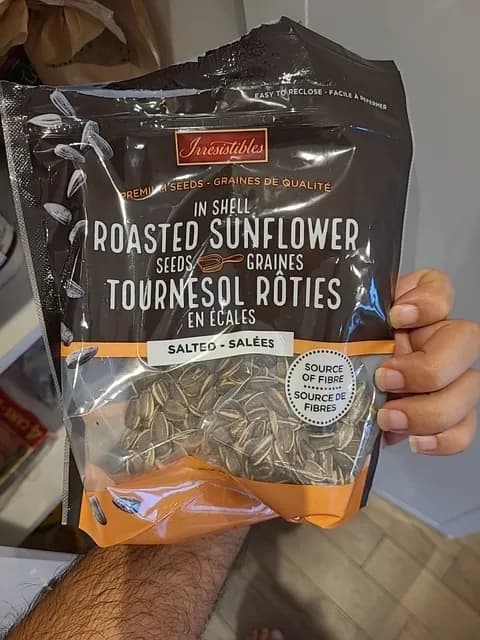 EASY TO RECLOSE - FACILE À REFERMER
Irresistibles
PREMIUM SEEDS - GRAINES DE QUALITÉ
IN SHELL
ROASTED SUNFLOWER
SEEDS GRAINES
TOURNESOL RÔTIES
EN ÉCALES
SALTED - SALÉES
SOURCE
OF FIBRE
SOURCE DE
FIBRES